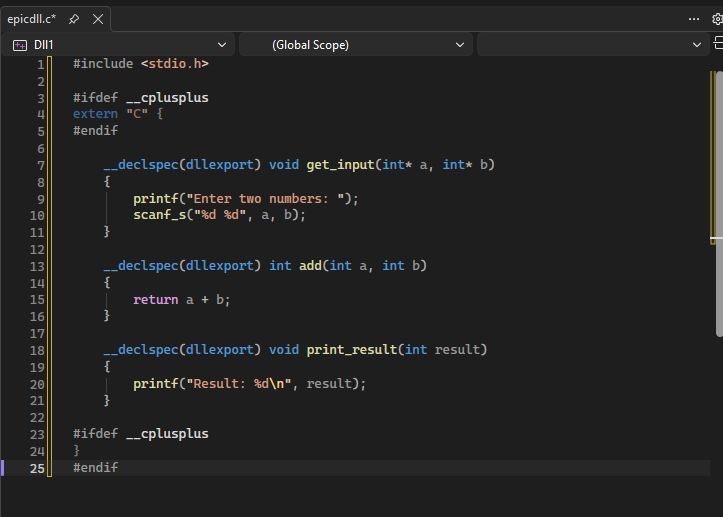 epicdll.c*
Dll1 (Global Scope)
1 #include <stdio.h>
2
3 #ifdef __cplusplus
4 extern "C" {
5 #endif
6
7 __declspec(dllexport) void get_input(int* a, int* b)
8 {
9 printf("Enter two numbers: ");
10 scanf_s("%d %d", a, b);
11 }
12
13 __declspec(dllexport) int add(int a, int b)
14 {
15 return a + b;
16 }
17
18 __declspec(dllexport) void print_result(int result)
19 {
20 printf("Result: %d\n", result);
21 }
22
23 #ifdef __cplusplus
24 }
25 #endif